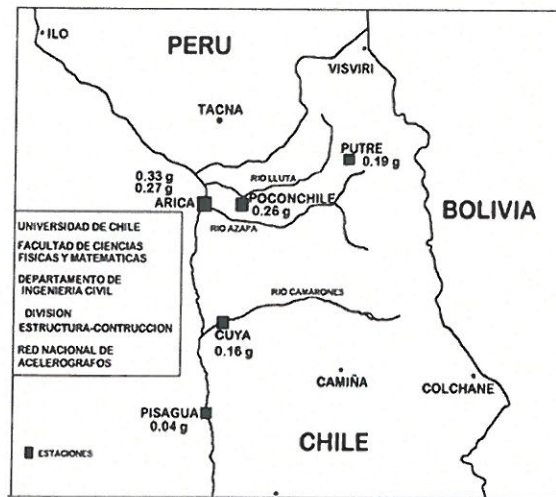 ILO
PERU
VISVIRI
TACNA
PUTRE
0.19 g
RIO LLUTA
0.33 g
0.27 g
ARICA
POCONCHILE
0.26 g
RIO AZAPA
BOLIVIA
UNIVERSIDAD DE CHILE
FACULTAD DE CIENCIAS
FISICAS Y MATEMATICAS
DEPARTAMENTO DE
INGENIERIA CIVIL
DIVISION
ESTRUCTURA-CONTRUCCION
RED NACIONAL DE
ACELEROGRAFOS
RIO CAMARONES
CUYA
0.16 g
CAMIÑA
COLCHANE
PISAGUA
0.04 g
CHILE
ESTACIONES